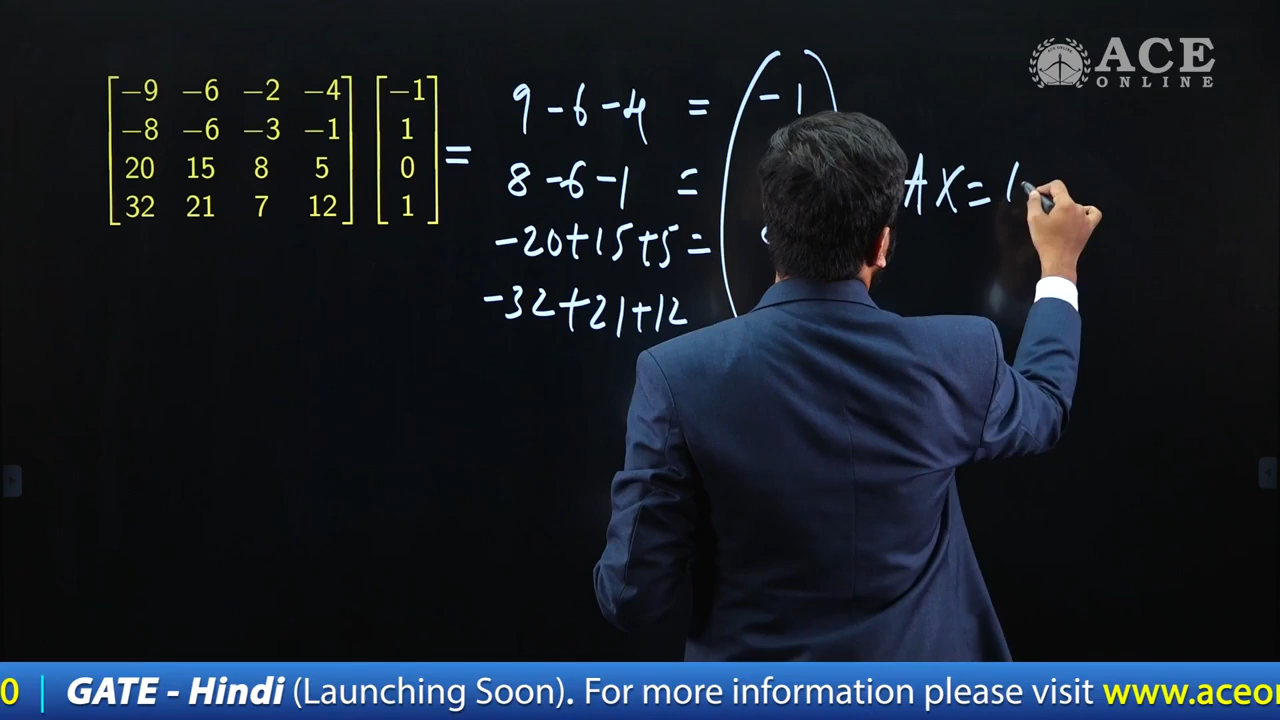 ACE
ONLINE
-9 -6 -2 -4 -1
-8 -6 -3 -1 1
20 15 8 5 0
32 21 7 12 1
=
9 -6 -4 = -1
8 -6 -1 =
-20+15+5=
-32+21+12
AX=1
0 | GATE - Hindi (Launching Soon). For more information please visit www.aceon